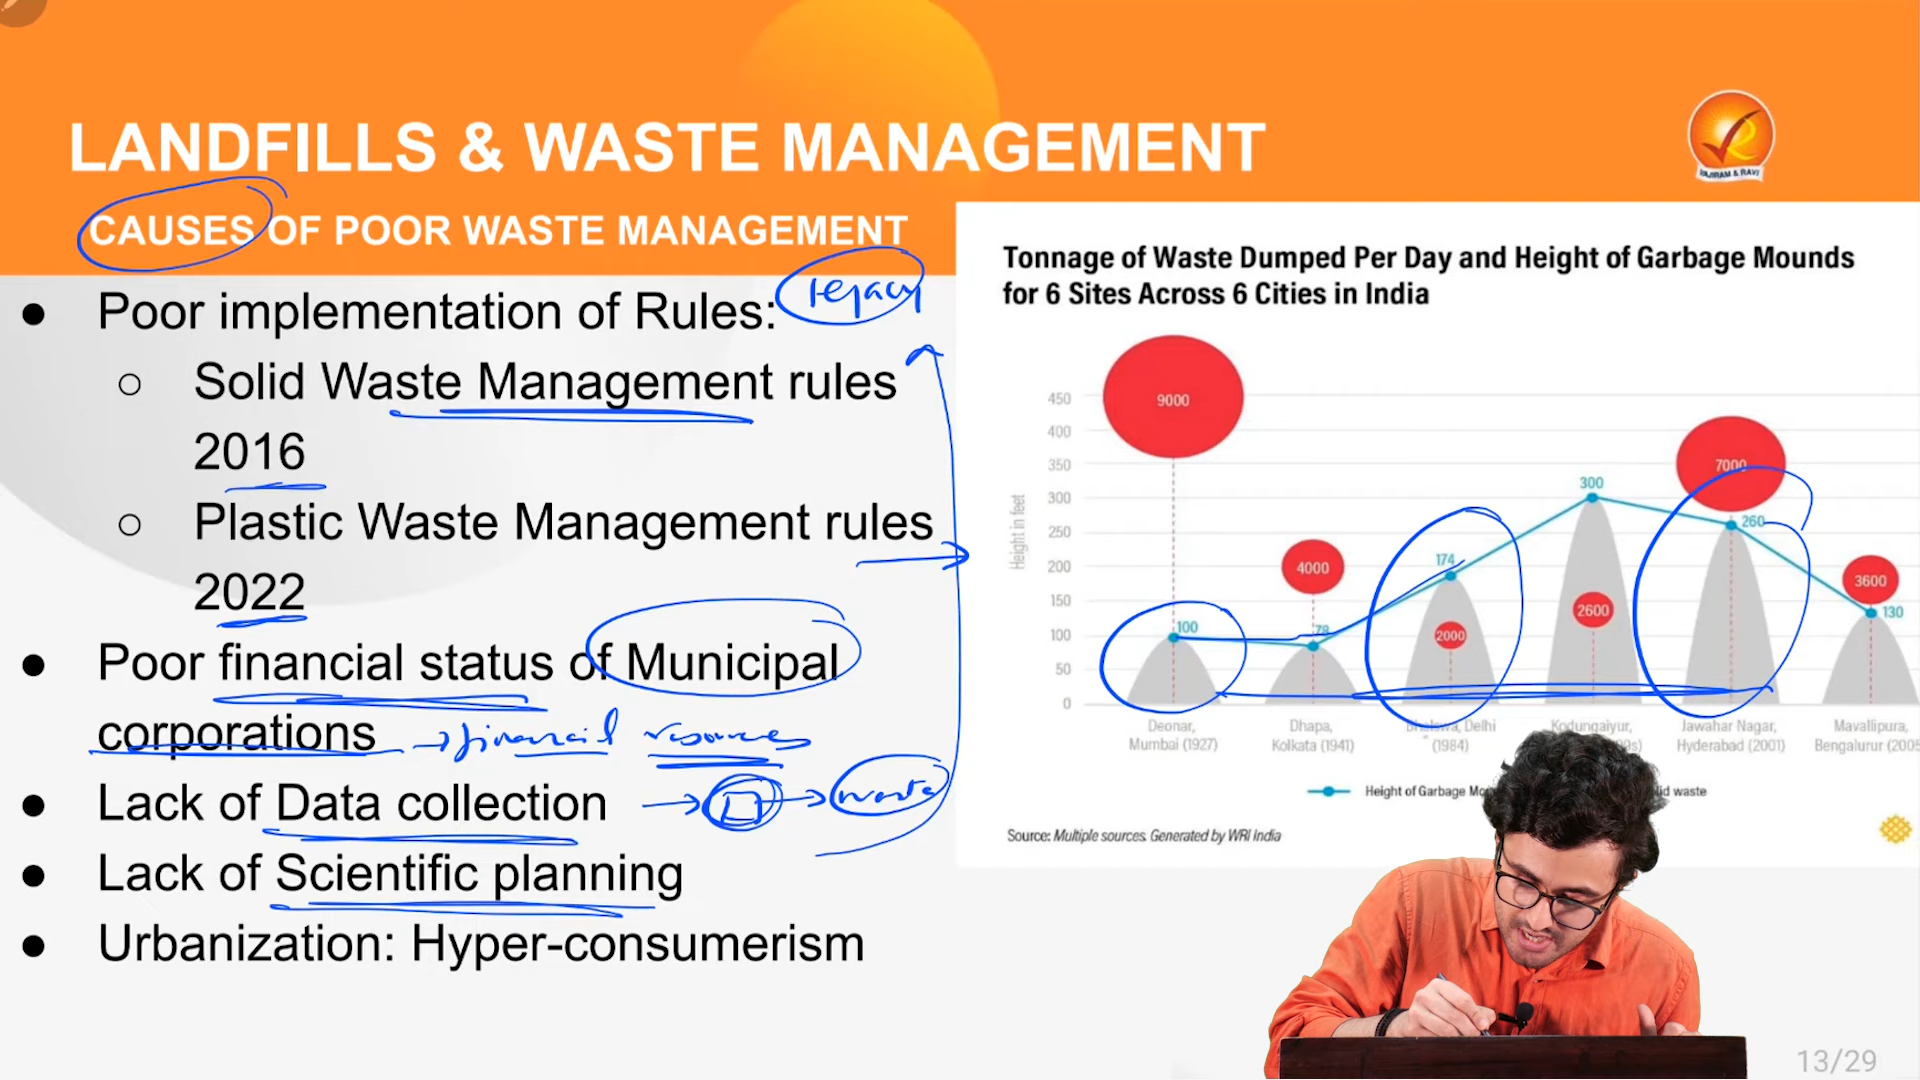 LANDFILLS & WASTE MANAGEMENT
CAUSES OF POOR WASTE MANAGEMENT
VAJIRAM & RAVI
● Poor implementation of Rules: legacy
○ Solid Waste Management rules
2016
○ Plastic Waste Management rules
2022
● Poor financial status of Municipal
corporations → financial resources
● Lack of Data collection → → waste
● Lack of Scientific planning
● Urbanization: Hyper-consumerism
Tonnage of Waste Dumped Per Day and Height of Garbage Mounds
for 6 Sites Across 6 Cities in India
Height in feet
450
400
350
300
250
200
150
100
50
0
9000
4000
2000
2600
7000
3600
100
78
174
300
260
130
Deonar,
Mumbai (1927)
Dhapa,
Kolkata (1941)
Bhalswa, Delhi
(1984)
Kodungaiyur,
Jawahar Nagar,
Hyderabad (2001)
Mavallipura,
Bengalurur (2005
Height of Garbage
waste
Source: Multiple sources. Generated by WRI India
13/29